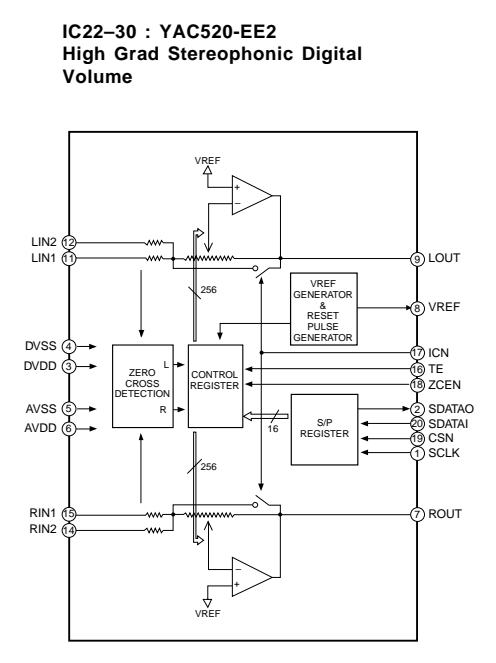 IC22–30 : YAC520-EE2
High Grad Stereophonic Digital
Volume
VREF
+
–
LIN2 12
LIN1 11
9 LOUT
256
VREF
GENERATOR
&
RESET
PULSE
GENERATOR
8 VREF
DVSS 4
DVDD 3
17 ICN
16 TE
18 ZCEN
ZERO
CROSS
DETECTION
L
R
CONTROL
REGISTER
AVSS 5
AVDD 6
16
S/P
REGISTER
2 SDATAO
20 SDATAI
19 CSN
1 SCLK
256
RIN1 15
RIN2 14
7 ROUT
–
+
VREF